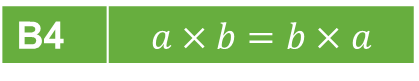 B4 a × b = b × a